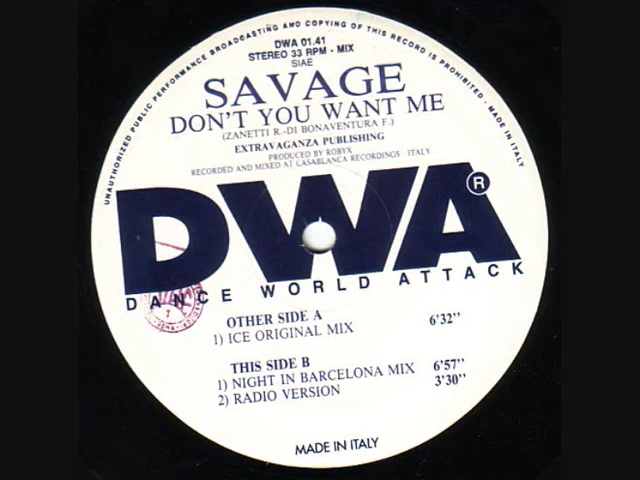 UNAUTHORIZED PUBLIC PERFORMANCE BROADCASTING AND COPYING OF THIS RECORD IS PROHIBITED - MADE IN ITALY
DWA 01.41
STEREO 33 RPM - MIX
SIAE
SAVAGE
DON'T YOU WANT ME
(ZANETTI R.-DI BONAVENTURA F.)
EXTRAVAGANZA PUBLISHING
PRODUCED BY ROBYX
RECORDED AND MIXED AT CASABLANCA RECORDINGS ITALY
DWA®
DANCE WORLD ATTACK
OTHER SIDE A
1) ICE ORIGINAL MIX 6'32''
THIS SIDE B
1) NIGHT IN BARCELONA MIX 6'57''
2) RADIO VERSION 3'30''
MADE IN ITALY